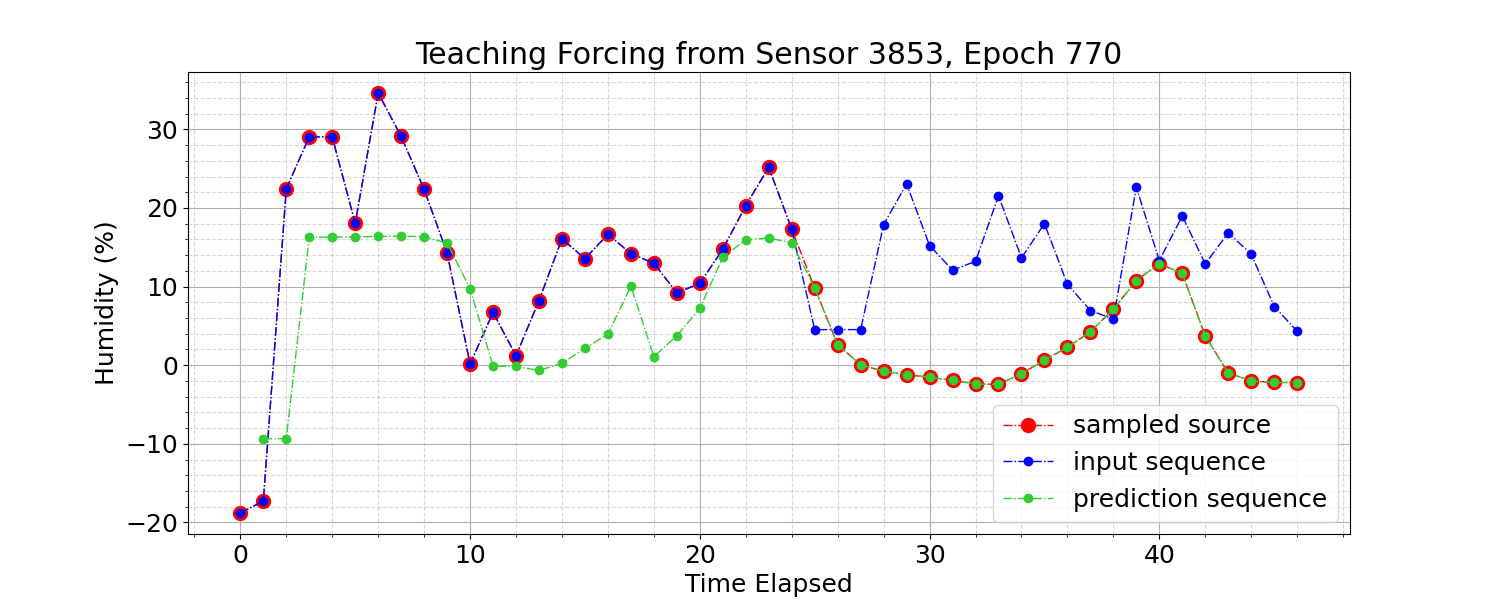 Teaching Forcing from Sensor 3853, Epoch 770
Humidity (%)
30
20
10
0
−10
−20
0
10
20
30
40
Time Elapsed
sampled source
input sequence
prediction sequence